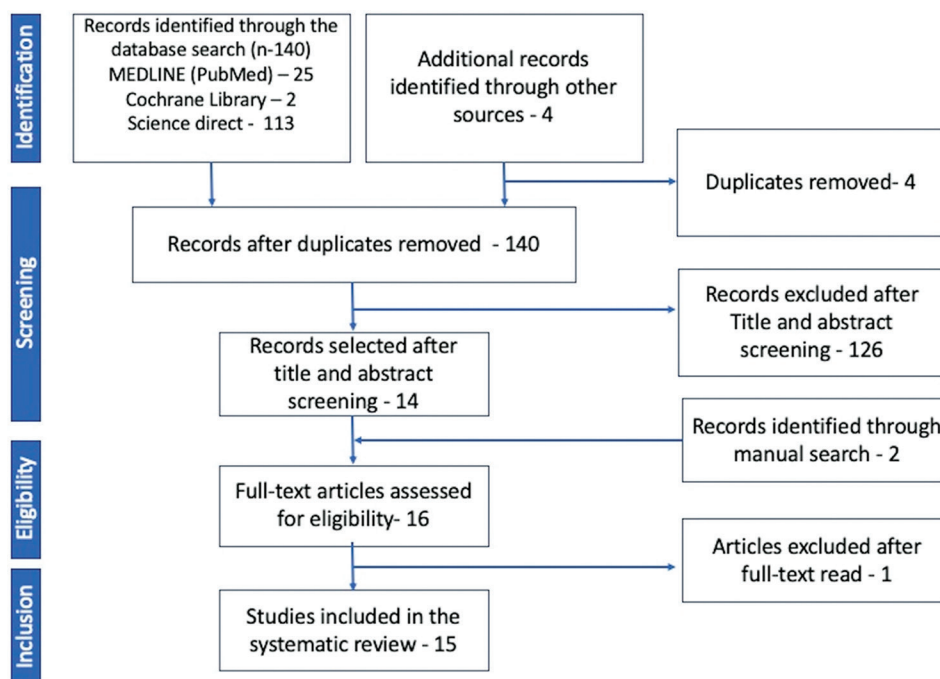 Identification
Records identified through the
database search (n-140)
MEDLINE (PubMed) – 25
Cochrane Library – 2
Science direct - 113
Additional records
identified through other
sources - 4
Duplicates removed- 4
Screening
Records after duplicates removed - 140
Records excluded after
Title and abstract
screening - 126
Records selected after
title and abstract
screening - 14
Records identified through
manual search - 2
Eligibility
Full-text articles assessed
for eligibility- 16
Articles excluded after
full-text read - 1
Inclusion
Studies included in the
systematic review - 15